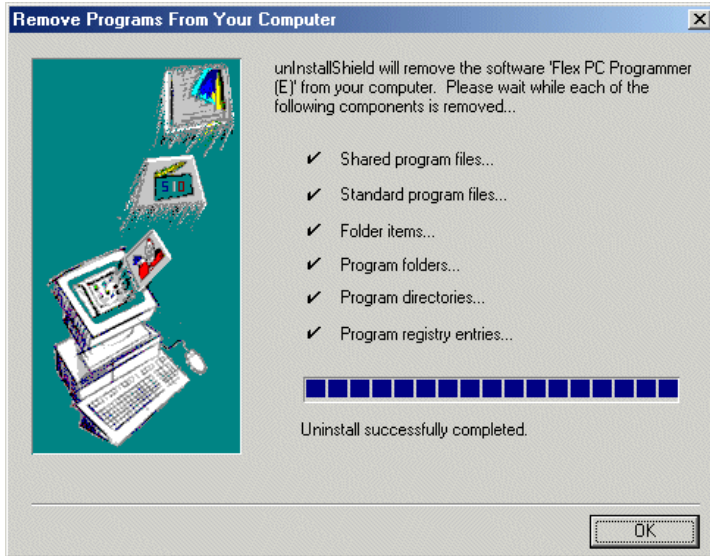 Remove Programs From Your Computer
unInstallShield will remove the software 'Flex PC Programmer
(E)' from your computer.  Please wait while each of the
following components is removed...
Shared program files...
Standard program files...
Folder items...
Program folders...
Program directories...
Program registry entries...
Uninstall successfully completed.
OK